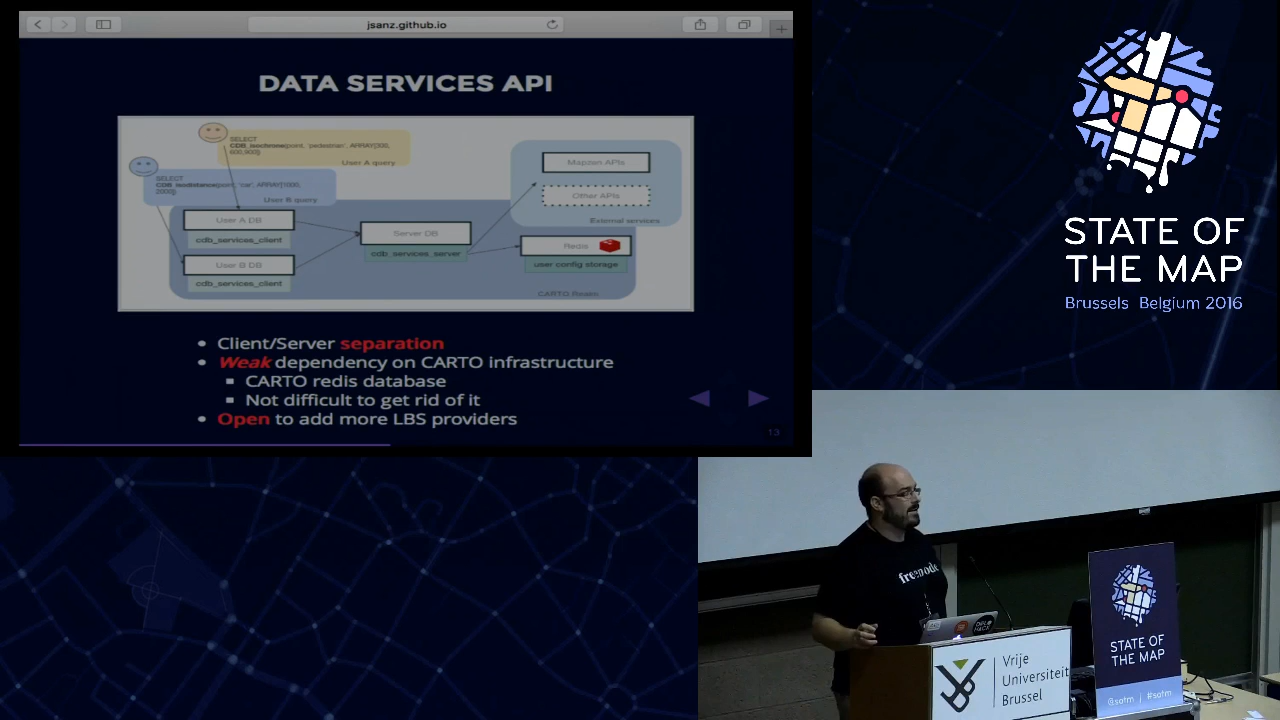 jsanz.github.io
DATA SERVICES API
SELECT
CDB_isochrone(point, 'pedestrian', ARRAY[300,
600,900])
User A query
SELECT
CDB_isodistance(point, 'car', ARRAY[1000,
2000])
User B query
User A DB
cdb_services_client
User B DB
cdb_services_client
Server DB
cdb_services_server
Mapzen APIs
Other APIs
External services
Redis
user config storage
CARTO Realm
• Client/Server separation
• Weak dependency on CARTO infrastructure
▪ CARTO redis database
▪ Not difficult to get rid of it
• Open to add more LBS providers
13
STATE OF
THE MAP
Brussels Belgium 2016
freenode
Vrije
Universiteit
Brussel
STATE OF
THE MAP
@sotm | #sotm